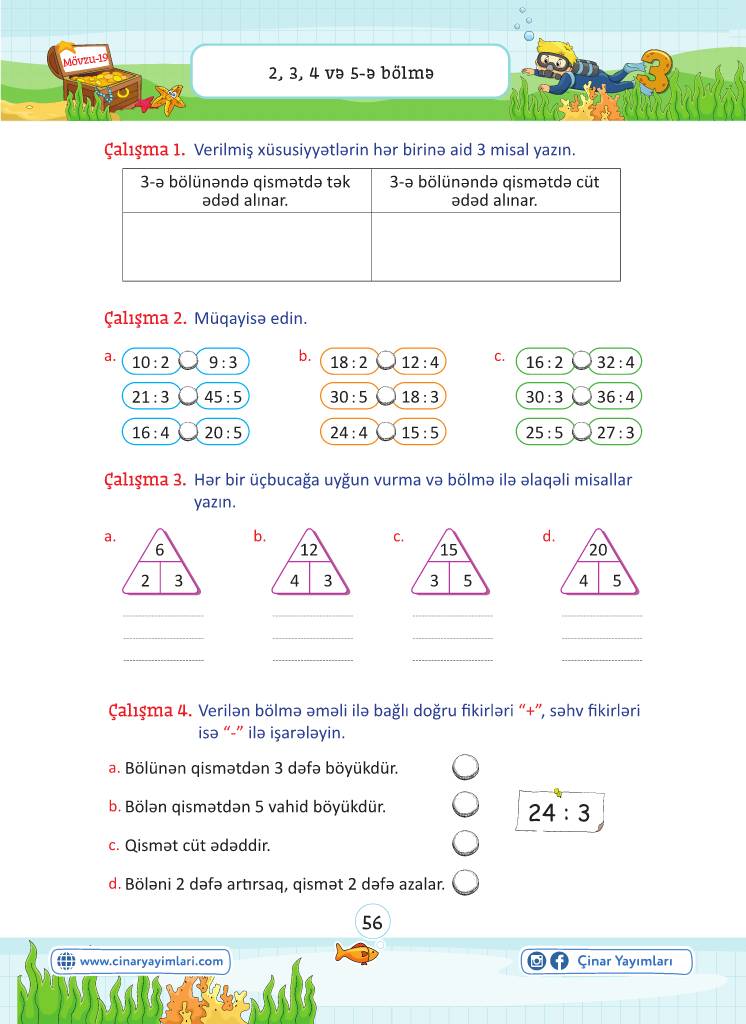 Mövzu-19
2, 3, 4 və 5-ə bölmə
3
Çalışma 1. Verilmiş xüsusiyyətlərin hər birinə aid 3 misal yazın.
3-ə bölünəndə qismətdə tək
ədəd alınar.
3-ə bölünəndə qismətdə cüt
ədəd alınar.
Çalışma 2. Müqayisə edin.
a. 10 : 2 9 : 3
21 : 3 45 : 5
16 : 4 20 : 5
b. 18 : 2 12 : 4
30 : 5 18 : 3
24 : 4 15 : 5
c. 16 : 2 32 : 4
30 : 3 36 : 4
25 : 5 27 : 3
Çalışma 3. Hər bir üçbucağa uyğun vurma və bölmə ilə əlaqəli misallar
yazın.
a. 6
2 3
b. 12
4 3
c. 15
3 5
d. 20
4 5
Çalışma 4. Verilən bölmə əməli ilə bağlı doğru fikirləri “+”, səhv fikirləri
isə “-” ilə işarələyin.
a. Bölünən qismətdən 3 dəfə böyükdür.
b. Bölən qismətdən 5 vahid böyükdür.
c. Qismət cüt ədəddir.
d. Böləni 2 dəfə artırsaq, qismət 2 dəfə azalar.
24 : 3
56
www.cinaryayimlari.com
Çinar Yayımları